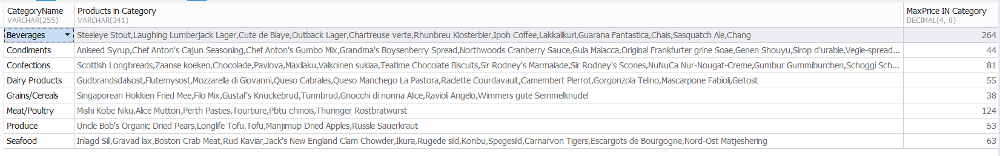 CategoryName Products in Category MaxPrice IN Category
VARCHAR(255) VARCHAR(341) DECIMAL(4, 0)
Beverages Steeleye Stout,Laughing Lumberjack Lager,Cute de Blaye,Outback Lager,Chartreuse verte,Rhunbreu Klosterbier,Ipoh Coffee,Lakkalikuri,Guarana Fantastica,Chais,Sasquatch Ale,Chang 264
Condiments Aniseed Syrup,Chef Anton's Cajun Seasoning,Chef Anton's Gumbo Mix,Grandma's Boysenberry Spread,Northwoods Cranberry Sauce,Gula Malacca,Original Frankfurter grine Soae,Genen Shouyu,Sirop d'urable,Vegie-spread... 44
Confections Scottish Longbreads,Zaanse koeken,Chocolade,Pavlova,Maxilaku,Valkoinen suklaa,Teatime Chocolate Biscuits,Sir Rodney's Marmalade,Sir Rodney's Scones,NuNuCa Nur-Nougat-Creme,Gumbur Gummiburchen,Schoggi Sch... 81
Dairy Products Gudbrandsdalsost,Flutemysost,Mozzarella di Giovanni,Queso Cabrales,Queso Manchego La Pastora,Raclette Courdavault,Camembert Pierrot,Gorgonzola Telino,Mascarpone Fabioli,Geitost 55
Grains/Cereals Singaporean Hokkien Fried Mee,Filo Mix,Gustaf's Knuckebrud,Tunnbrud,Gnocchi di nonna Alice,Ravioli Angelo,Wimmers gute Semmelknudel 38
Meat/Poultry Mishi Kobe Niku,Alice Mutton,Perth Pasties,Tourtiure,Pbtu chinois,Thuringer Rostbratwurst 124
Produce Uncle Bob's Organic Dried Pears,Longlife Tofu,Tofu,Manjimup Dried Apples,Russle Sauerkraut 53
Seafood Inlagd Sill,Gravad lax,Boston Crab Meat,Rud Kaviar,Jack's New England Clam Chowder,Ikura,Rugede sild,Konbu,Spegesild,Carnarvon Tigers,Escargots de Bourgogne,Nord-Ost Matjeshering 63